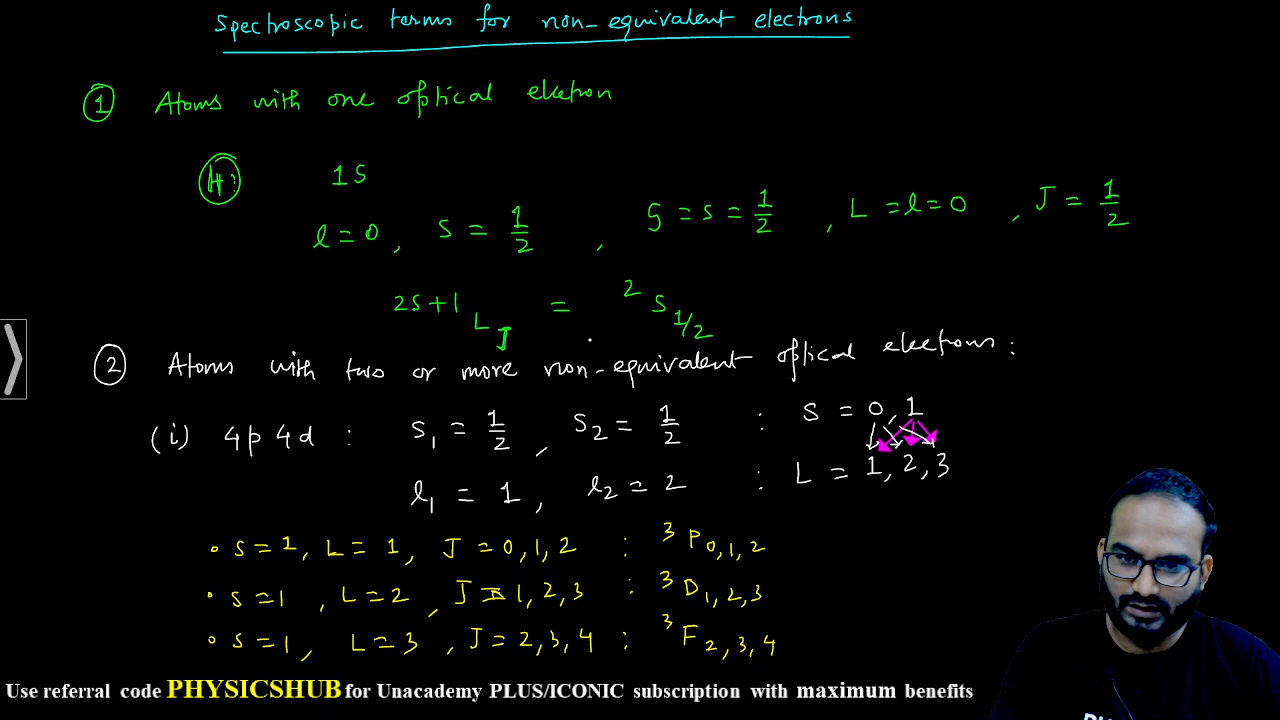 Spectroscopic terms for non-equivalent electrons
① Atoms with one optical electron
H: 1s
l = 0, s = 1/2, S = s = 1/2, L = l = 0, J = 1/2
2S+1 L J = 2 S 1/2
② Atoms with two or more non-equivalent optical electrons:
(i) 4p 4d : s1 = 1/2, s2 = 1/2 : S = 0, 1
l1 = 1, l2 = 2 : L = 1, 2, 3
• S = 1, L = 1, J = 0, 1, 2 : 3 P 0, 1, 2
• S = 1, L = 2, J = 1, 2, 3 : 3 D 1, 2, 3
• S = 1, L = 3, J = 2, 3, 4 : 3 F 2, 3, 4
Use referral code PHYSICSHUB for Unacademy PLUS/ICONIC subscription with maximum benefits